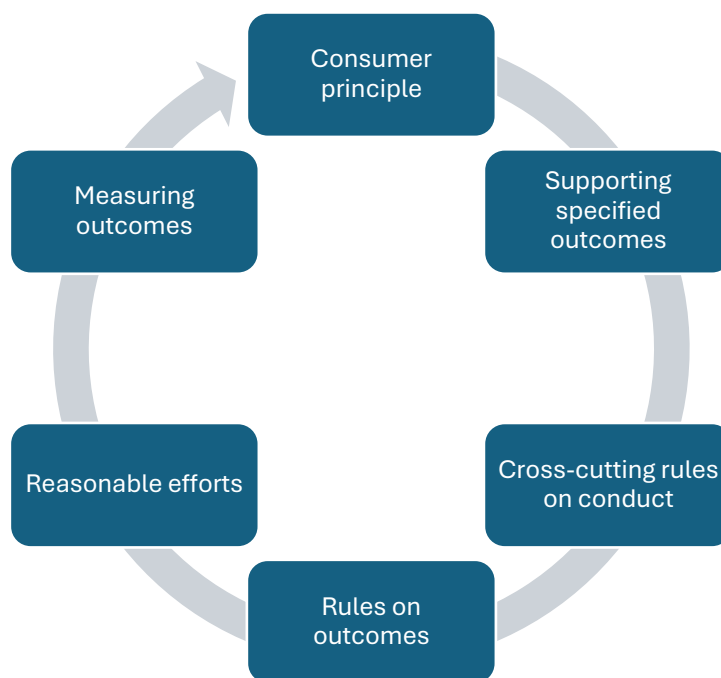 Consumer
principle
Supporting
specified
outcomes
Cross-cutting rules
on conduct
Rules on
outcomes
Reasonable efforts
Measuring
outcomes